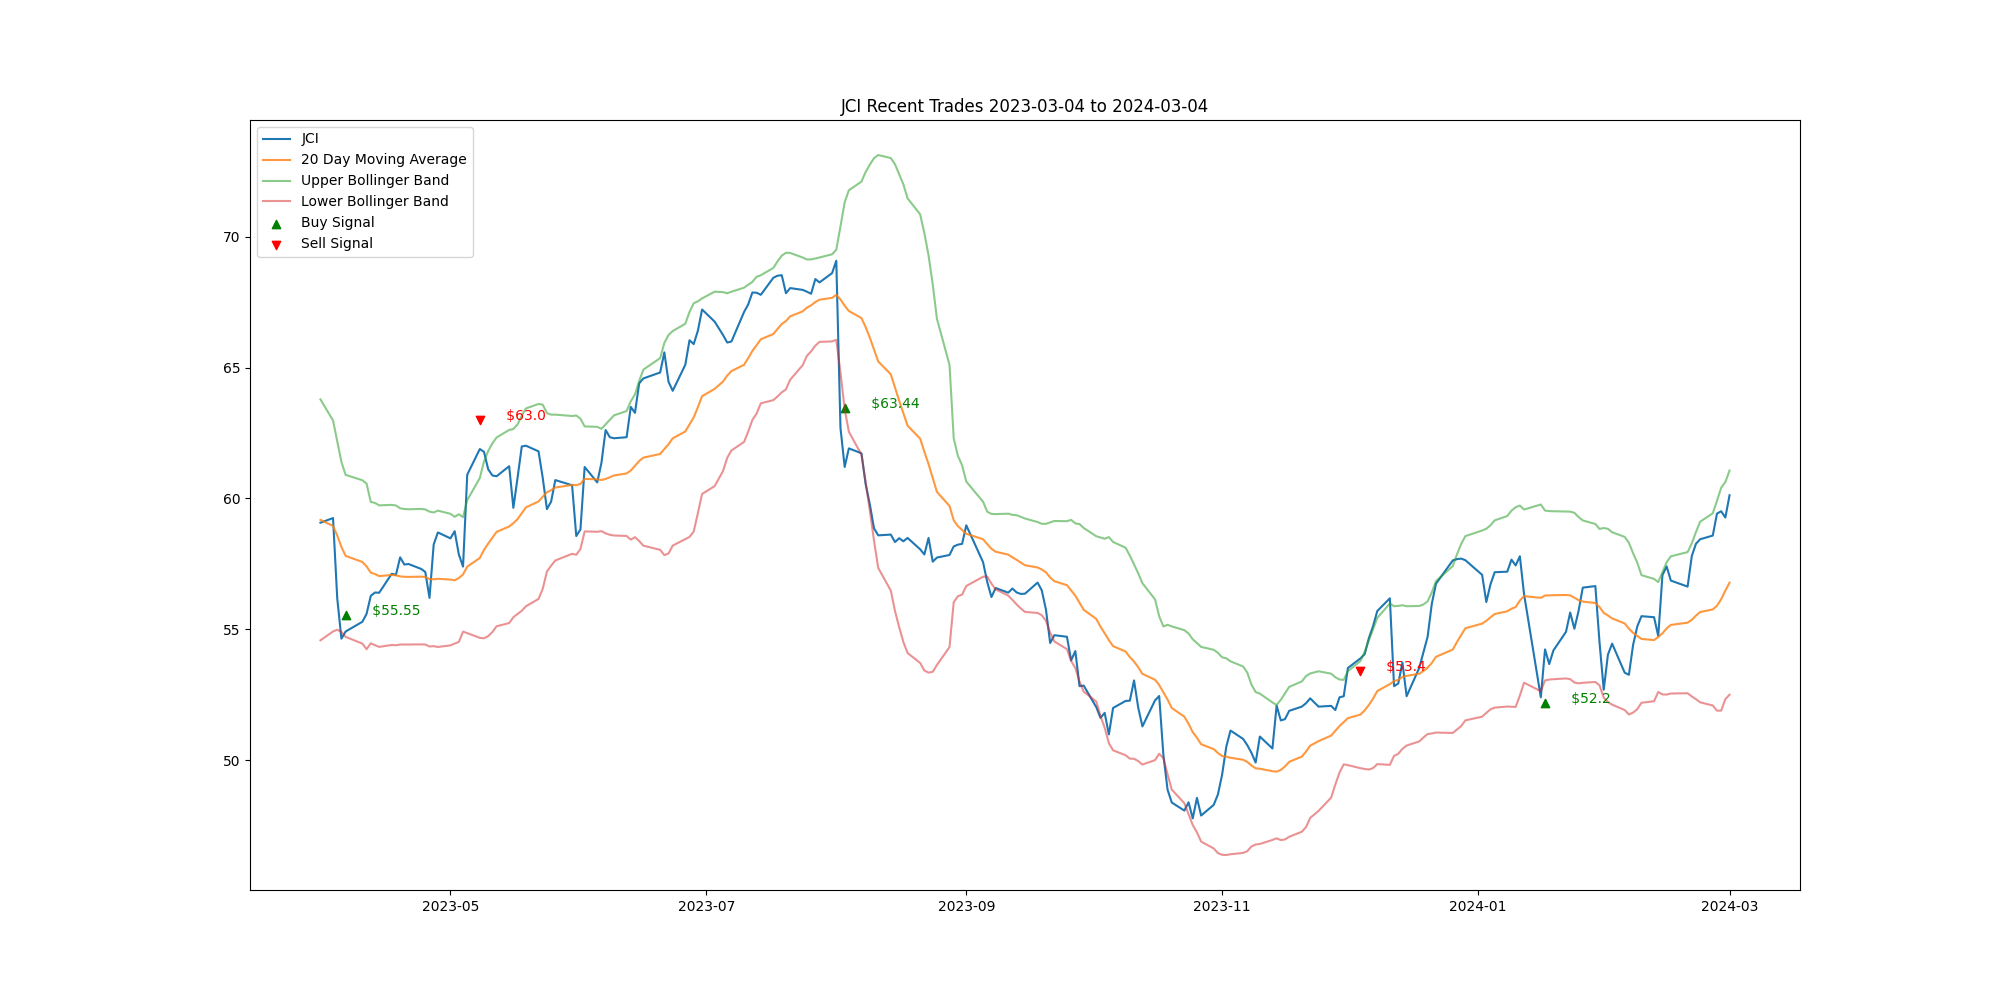 JCI Recent Trades 2023-03-04 to 2024-03-04
JCI
20 Day Moving Average
Upper Bollinger Band
Lower Bollinger Band
Buy Signal
Sell Signal
70
65
60
55
50
$63.0
$63.44
$55.55
$53.4
$52.2
2023-05
2023-07
2023-09
2023-11
2024-01
2024-03